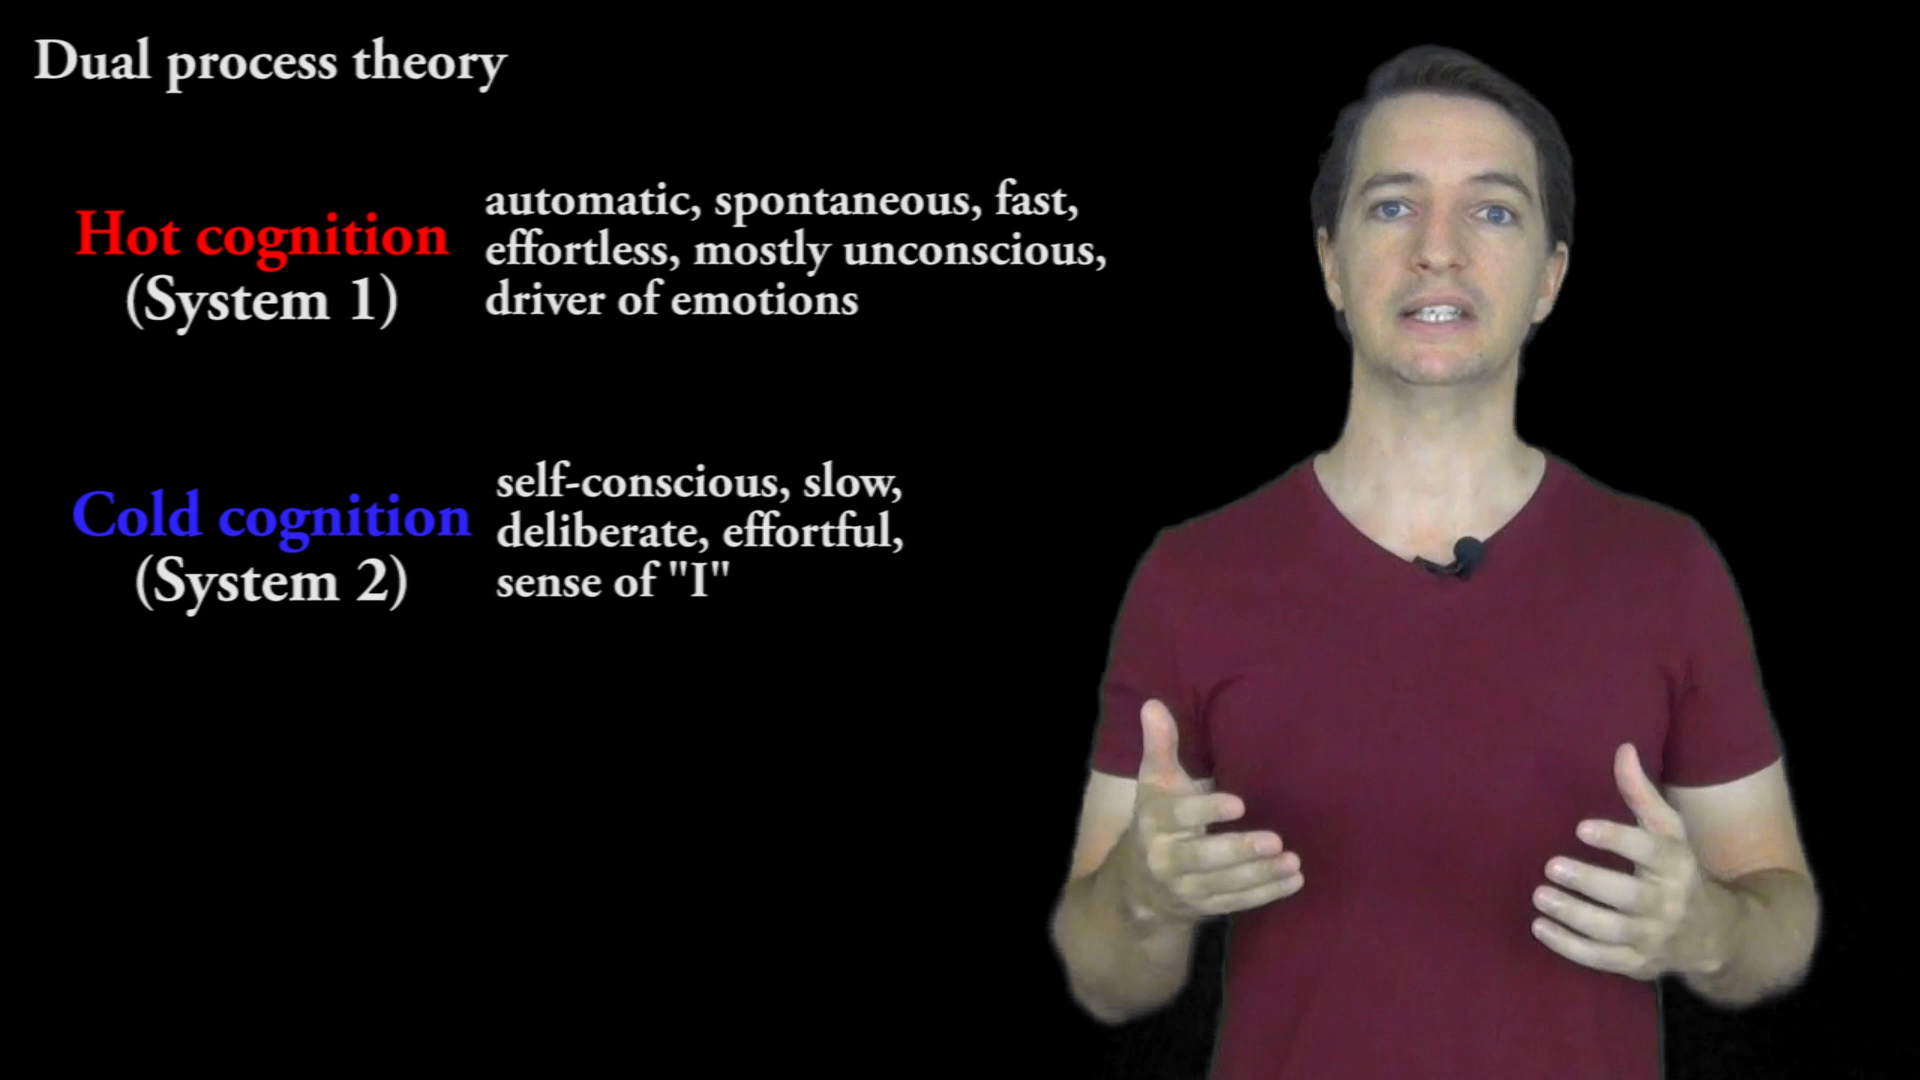 Dual process theory
Hot cognition
(System 1)
automatic, spontaneous, fast,
effortless, mostly unconscious,
driver of emotions
Cold cognition
(System 2)
self-conscious, slow,
deliberate, effortful,
sense of "I"